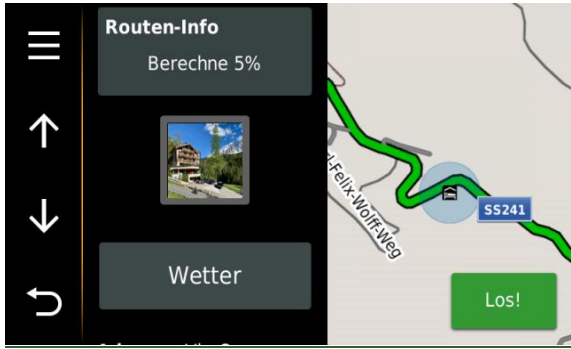 Routen-Info
Berechne 5%
Wetter
l-Felix-Wolff-Weg
SS241
Los!